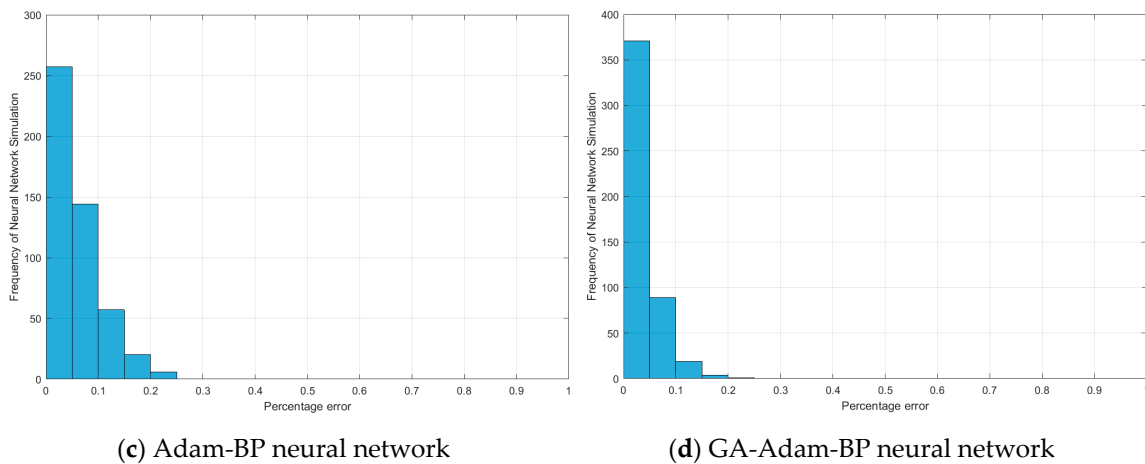 300
250
200
150
100
50
0
Frequency of Neural Network Simulation
0 0.1 0.2 0.3 0.4 0.5 0.6 0.7 0.8 0.9 1
Percentage error
(c) Adam-BP neural network
400
350
300
250
200
150
100
50
0
Frequency of Neural Network Simulation
0 0.1 0.2 0.3 0.4 0.5 0.6 0.7 0.8 0.9
Percentage error
(d) GA-Adam-BP neural network